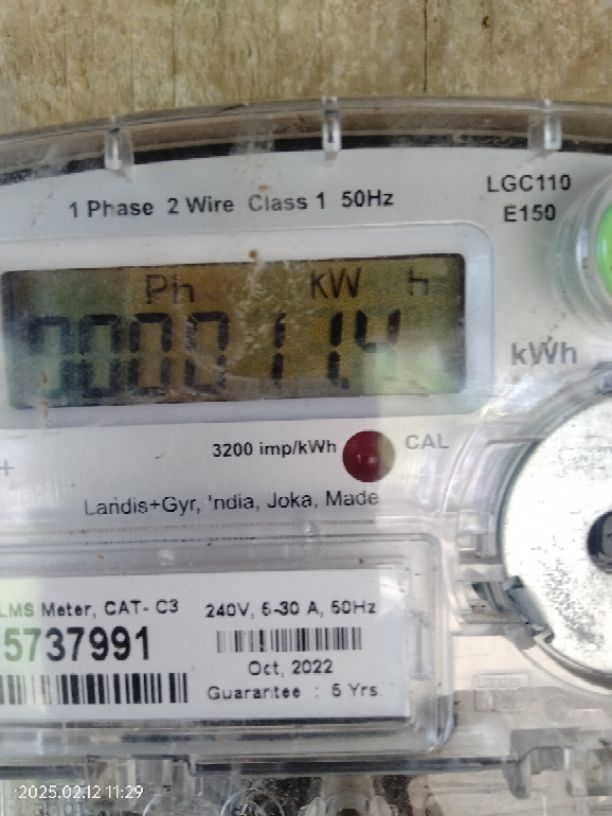 1 Phase 2 Wire Class 1 50Hz
LGC110
E150
Ph kW h
000011.4
kWh
3200 imp/kWh
CAL
+
Landis+Gyr, India, Joka, Made
LMS Meter, CAT- C3
240V, 5-30 A, 50Hz
5737991
Oct, 2022
Guarantee : 5 Yrs.
2025.02.12 11:29